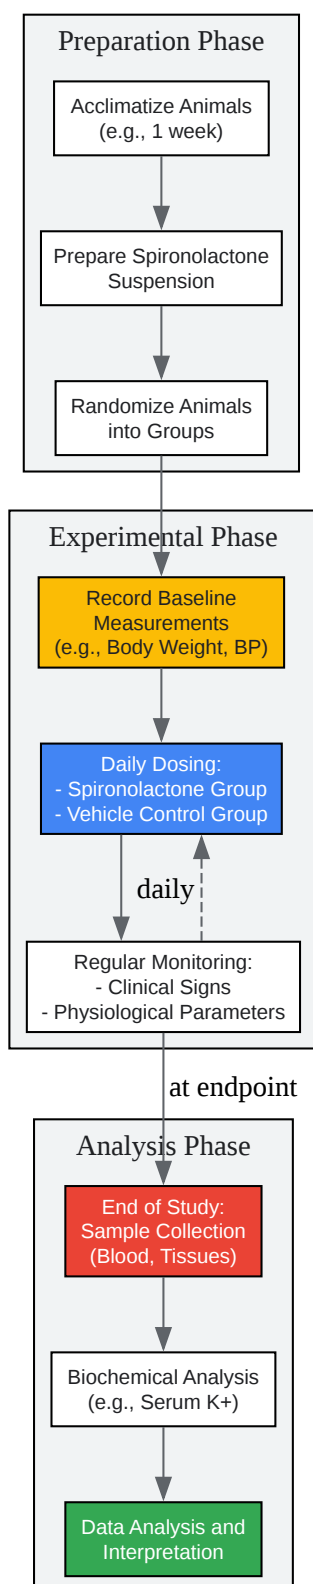 Preparation Phase
Acclimatize Animals
(e.g., 1 week)
Prepare Spironolactone
Suspension
Randomize Animals
into Groups
Experimental Phase
Record Baseline
Measurements
(e.g., Body Weight, BP)
Daily Dosing:
- Spironolactone Group
- Vehicle Control Group
daily
Regular Monitoring:
- Clinical Signs
- Physiological Parameters
at endpoint
Analysis Phase
End of Study:
Sample Collection
(Blood, Tissues)
Biochemical Analysis
(e.g., Serum K+)
Data Analysis and
Interpretation